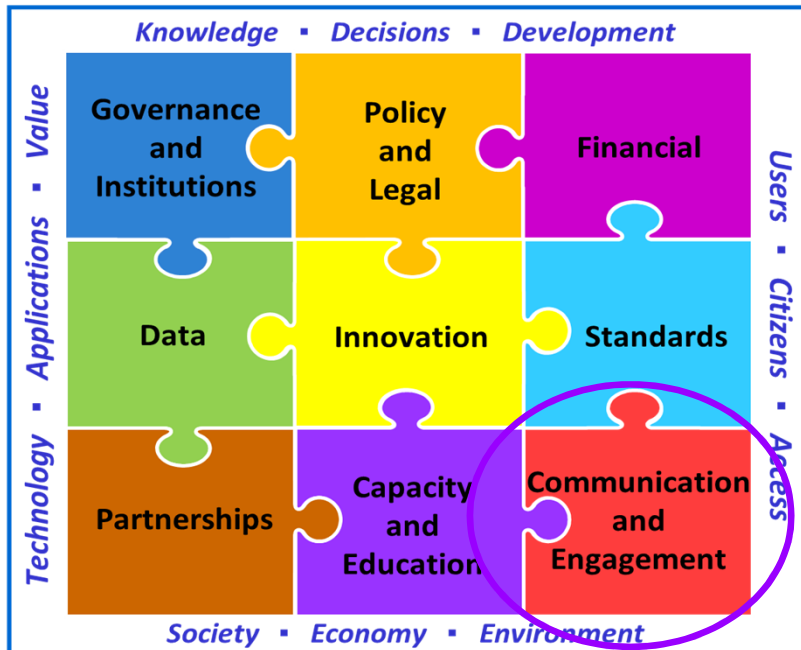 Knowledge ▪ Decisions ▪ Development
Technology ▪ Applications ▪ Value
Governance
and
Institutions
Policy
and
Legal
Financial
Data
Innovation
Standards
Partnerships
Capacity
and
Education
Communication
and
Engagement
Users ▪ Citizens ▪ Access
Society ▪ Economy ▪ Environment